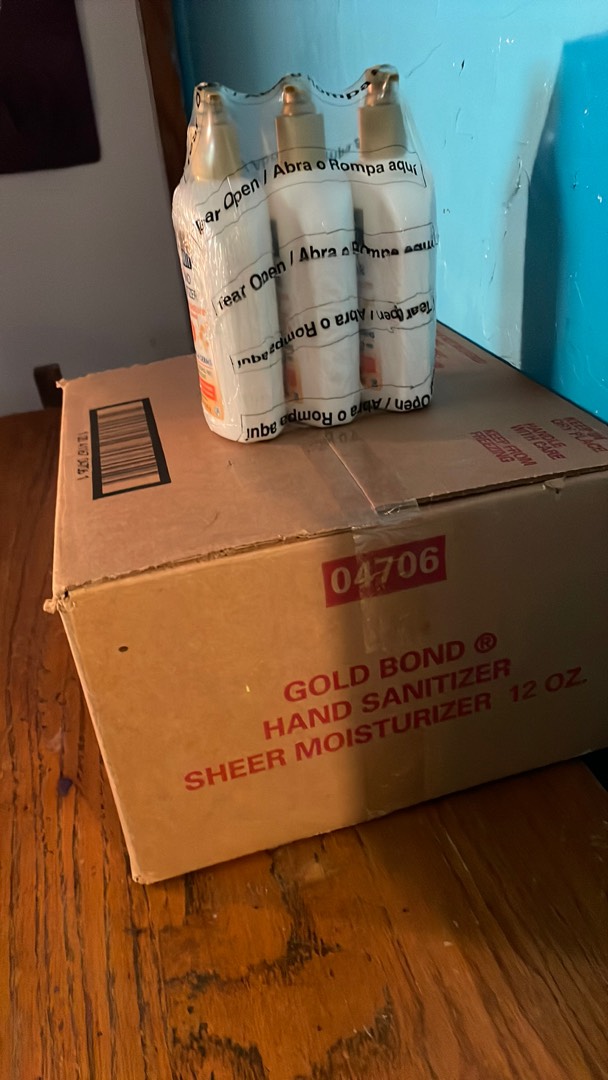 Tear Open / Abra o Rompa aquí
Tear Open / Abra o Rompa aquí
Tear Open / Abra o Rompa aquí
Open / Abra o Rompa aquí
KEEP FROM
FREEZING
HANDLE
WITH CARE
04706
GOLD BOND ®
HAND SANITIZER
SHEER MOISTURIZER 12 OZ.